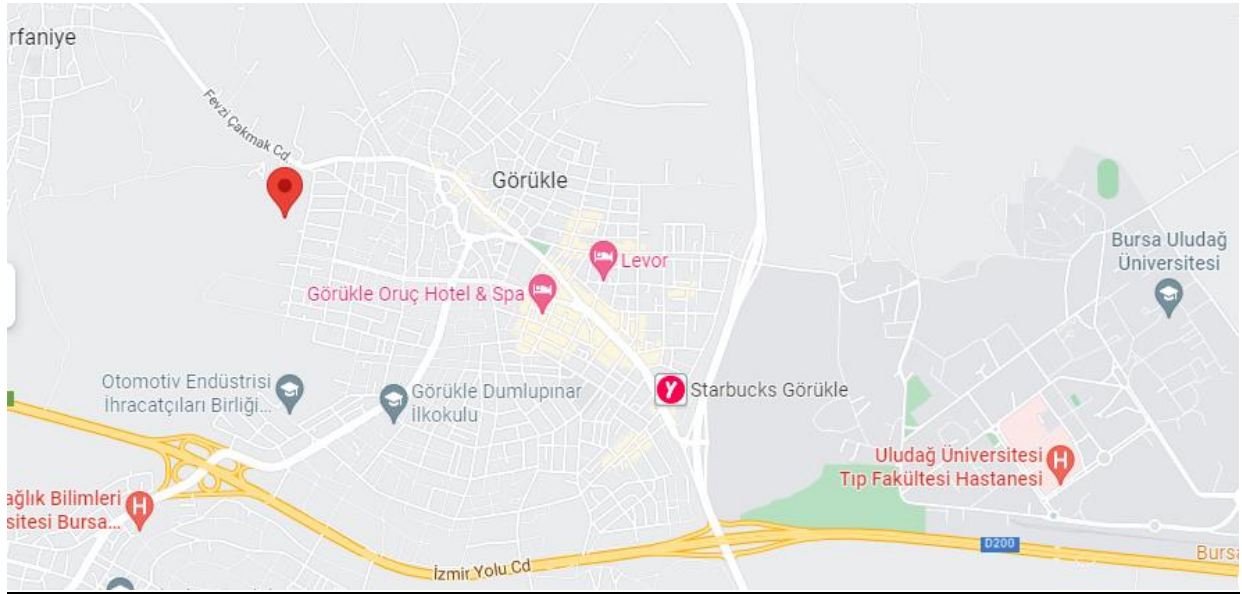 rfaniye
Fevzi Çakmak Cd.
Görükle
Bursa Uludağ
Üniversitesi
Levor
Görükle Oruç Hotel & Spa
Otomotiv Endüstrisi
İhracatçıları Birliği...
Görükle Dumlupınar
İlkokulu
Y
Starbucks Görükle
Uludağ Üniversitesi
Tıp Fakültesi Hastanesi
H
ağlık Bilimleri
sitesi Bursa...
H
D200
Bursa
İzmir Yolu Cd